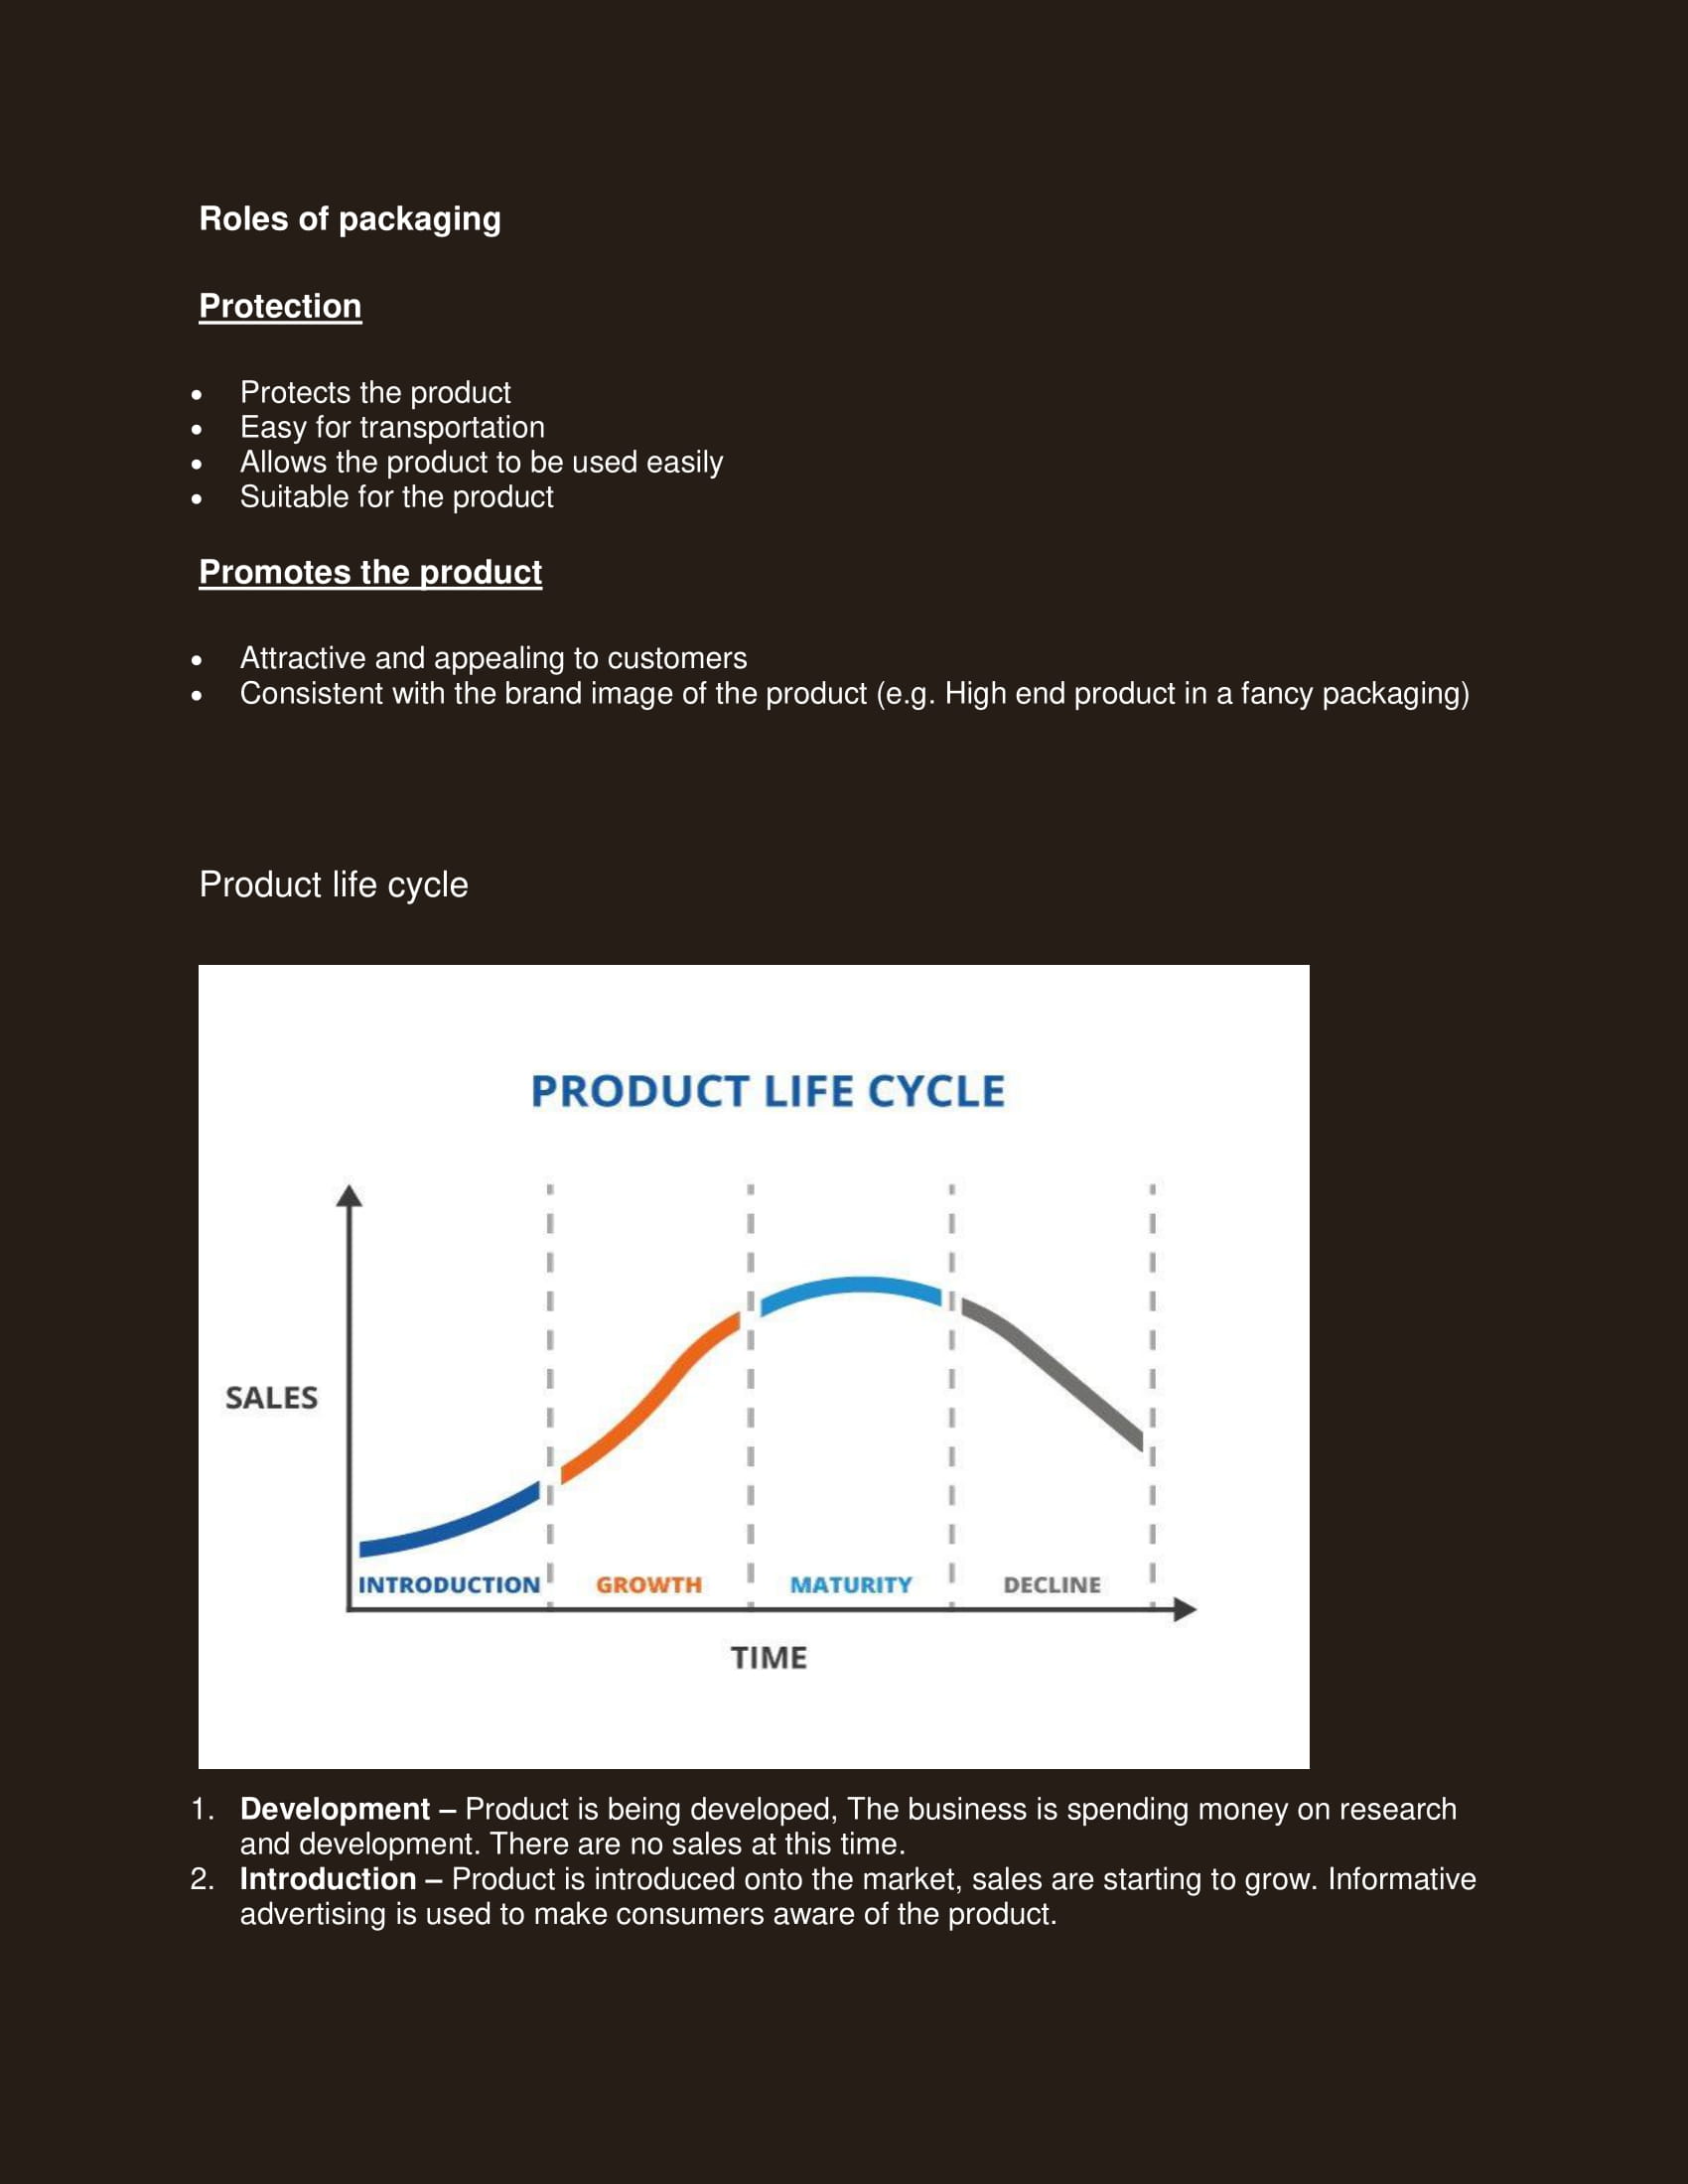 Roles of packaging
Protection
• Protects the product
• Easy for transportation
• Allows the product to be used easily
• Suitable for the product
Promotes the product
• Attractive and appealing to customers
• Consistent with the brand image of the product (e.g. High end product in a fancy packaging)
Product life cycle
PRODUCT LIFE CYCLE
SALES
INTRODUCTION GROWTH MATURITY DECLINE
TIME
1. Development – Product is being developed, The business is spending money on research
and development. There are no sales at this time.
2. Introduction – Product is introduced onto the market, sales are starting to grow. Informative
advertising is used to make consumers aware of the product.